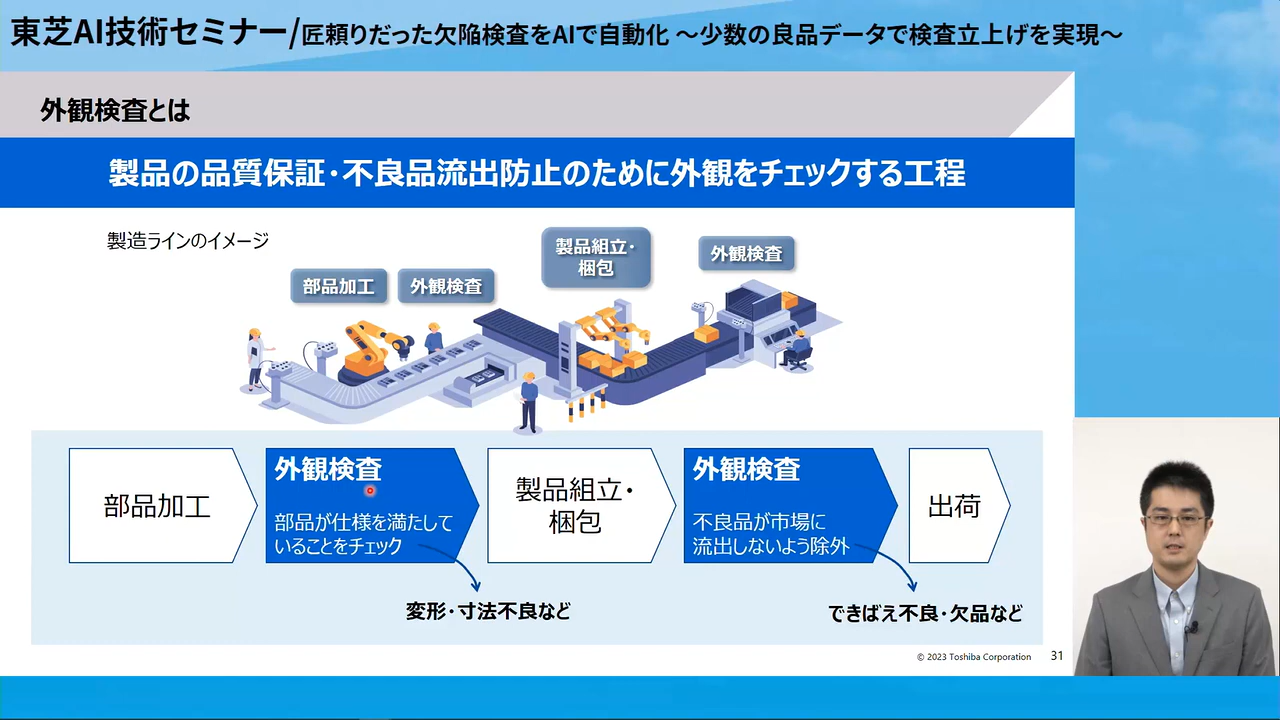 東芝AI技術セミナー/匠頼りだった欠陥検査をAIで自動化 ～少数の良品データで検査立上げを実現～
外観検査とは
製品の品質保証・不良品流出防止のために外観をチェックする工程
製造ラインのイメージ
部品加工
外観検査
製品組立・
梱包
外観検査
部品加工
外観検査
部品が仕様を満たして
いることをチェック
製品組立・
梱包
外観検査
不良品が市場に
流出しないよう除外
出荷
変形・寸法不良など
できばえ不良・欠品など
© 2023 Toshiba Corporation
31